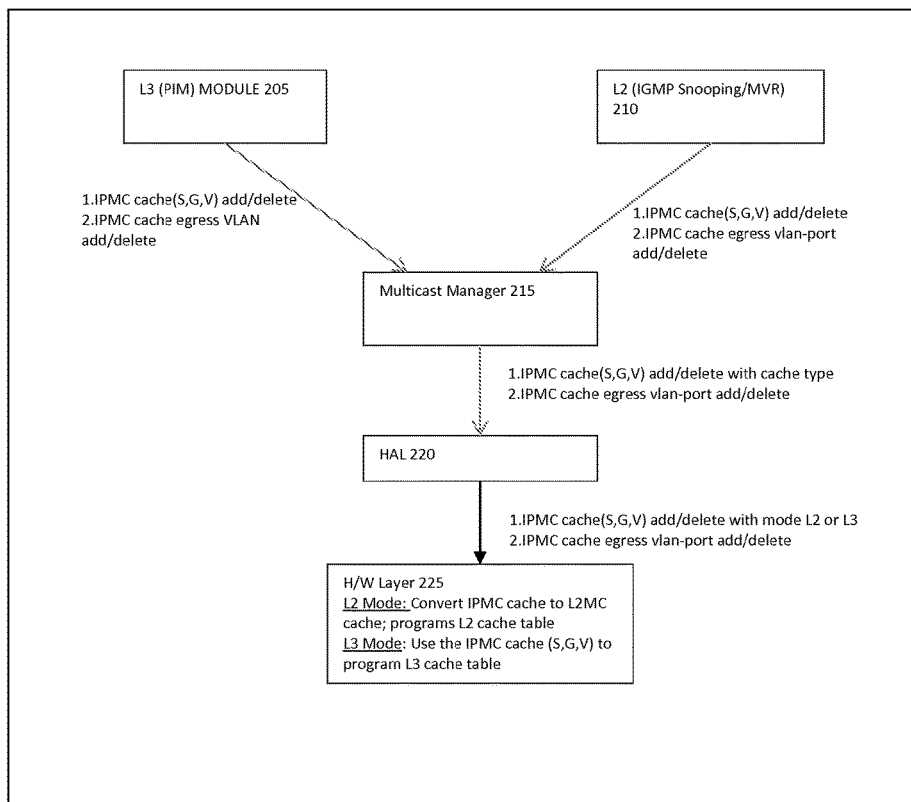 L3 (PIM) MODULE 205
L2 (IGMP Snooping/MVR)
210
1.IPMC cache(S,G,V) add/delete
2.IPMC cache egress VLAN
add/delete
1.IPMC cache(S,G,V) add/delete
2.IPMC cache egress vlan-port
add/delete
Multicast Manager 215
1.IPMC cache(S,G,V) add/delete with cache type
2.IPMC cache egress vlan-port add/delete
HAL 220
1.IPMC cache(S,G,V) add/delete with mode L2 or L3
2.IPMC cache egress vlan-port add/delete
H/W Layer 225
L2 Mode: Convert IPMC cache to L2MC
cache; programs L2 cache table
L3 Mode: Use the IPMC cache (S,G,V) to
program L3 cache table